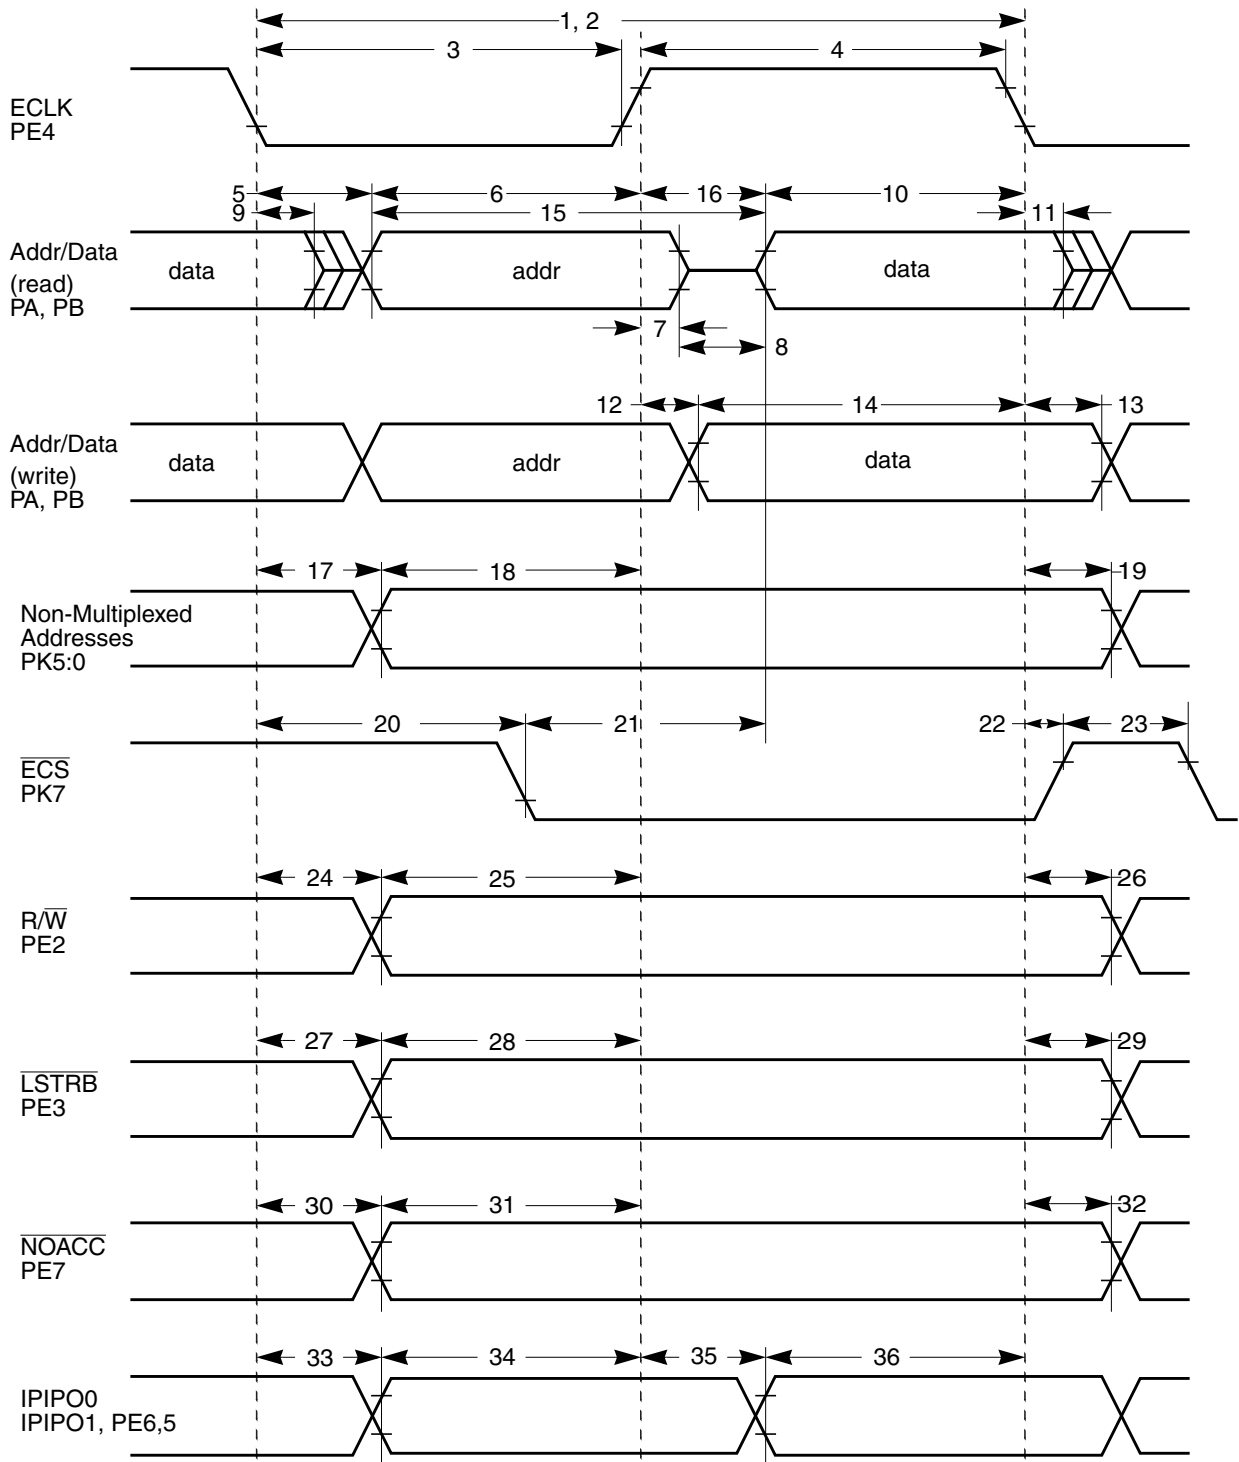 1, 2
3
4
ECLK
PE4
5
6
16
10
9
15
11
Addr/Data
(read)
PA, PB
data
addr
data
7
8
12
14
13
Addr/Data
(write)
PA, PB
data
addr
data
17
18
19
Non-Multiplexed
Addresses
PK5:0
20
21
22
23
ECS
PK7
24
25
26
R/W
PE2
27
28
29
LSTRB
PE3
30
31
32
NOACC
PE7
33
34
35
36
IPIPO0
IPIPO1, PE6,5